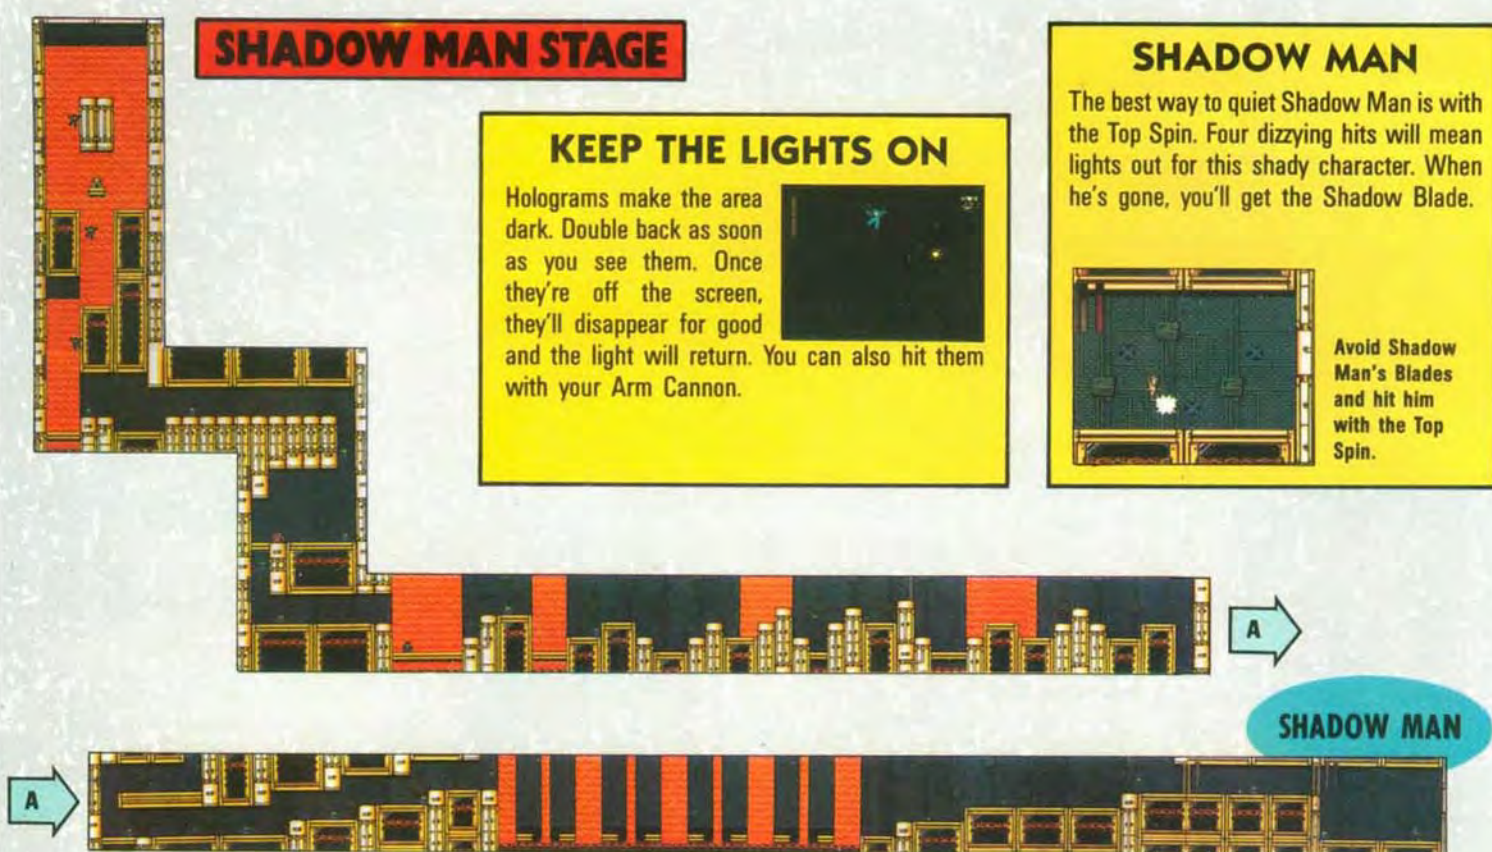 SHADOW MAN STAGE
KEEP THE LIGHTS ON
Holograms make the area
dark. Double back as soon
as you see them. Once
they're off the screen,
they'll disappear for good
and the light will return. You can also hit them
with your Arm Cannon.
SHADOW MAN
The best way to quiet Shadow Man is with
the Top Spin. Four dizzying hits will mean
lights out for this shady character. When
he's gone, you'll get the Shadow Blade.
Avoid Shadow
Man's Blades
and hit him
with the Top
Spin.
A
SHADOW MAN
A